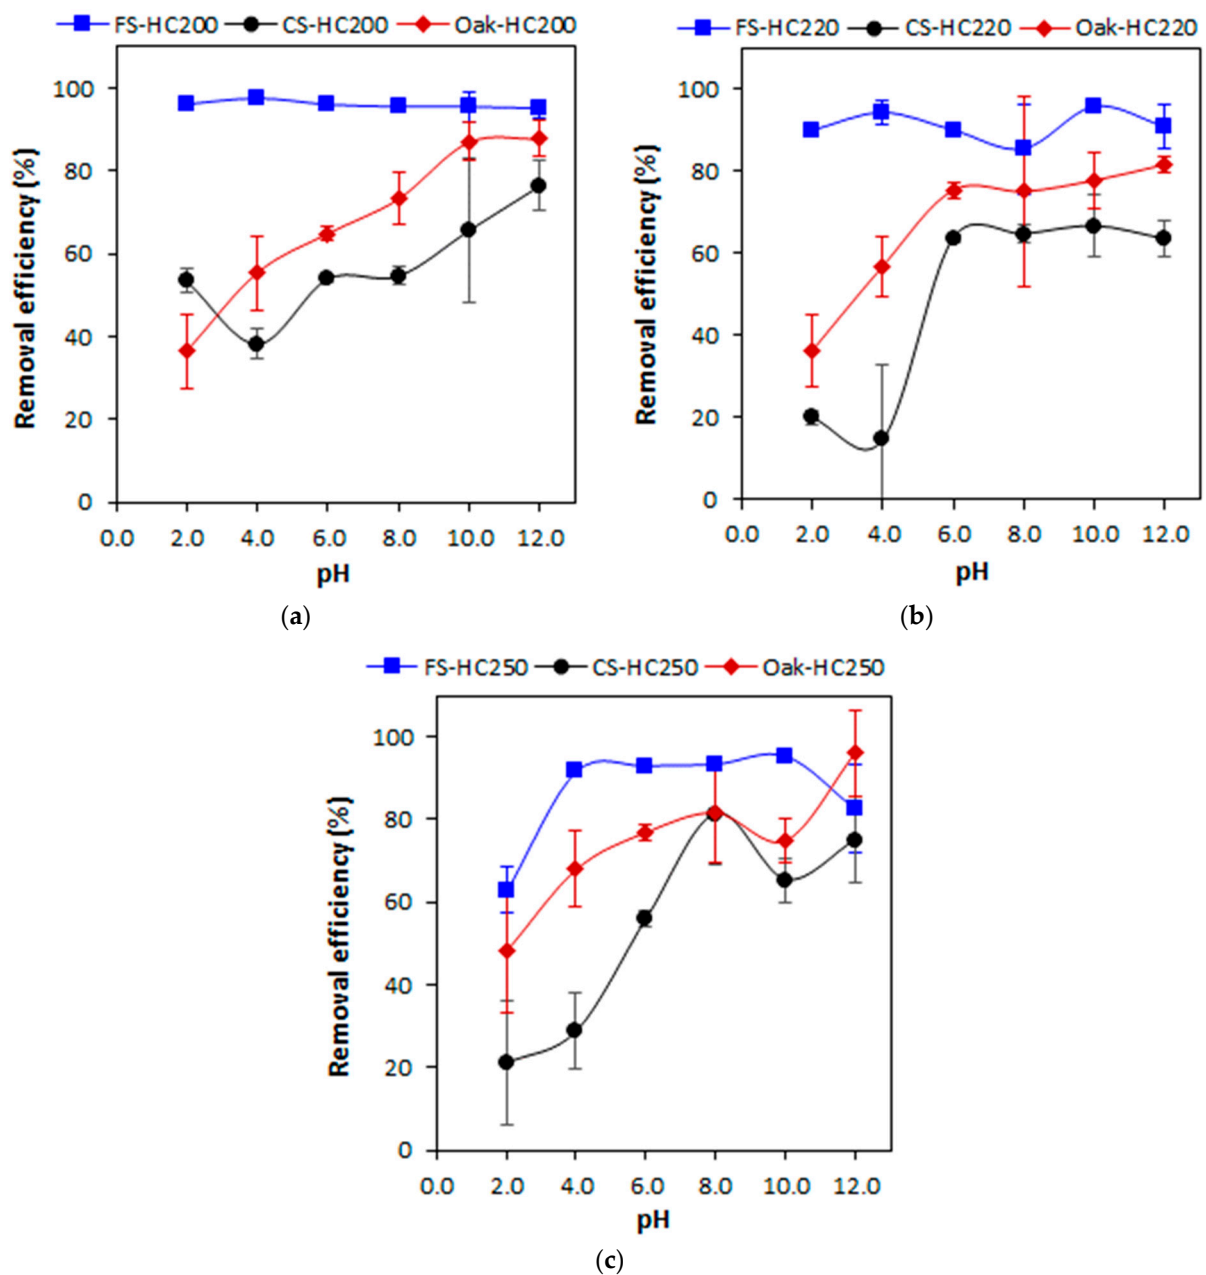 FS-HC200 CS-HC200 Oak-HC200
Removal efficiency (%)
100
80
60
40
20
0
0.0 2.0 4.0 6.0 8.0 10.0 12.0
pH
(a)
FS-HC220 CS-HC220 Oak-HC220
Removal efficiency (%)
100
80
60
40
20
0
0.0 2.0 4.0 6.0 8.0 10.0 12.0
pH
(b)
FS-HC250 CS-HC250 Oak-HC250
Removal efficiency (%)
100
80
60
40
20
0
0.0 2.0 4.0 6.0 8.0 10.0 12.0
pH
(c)